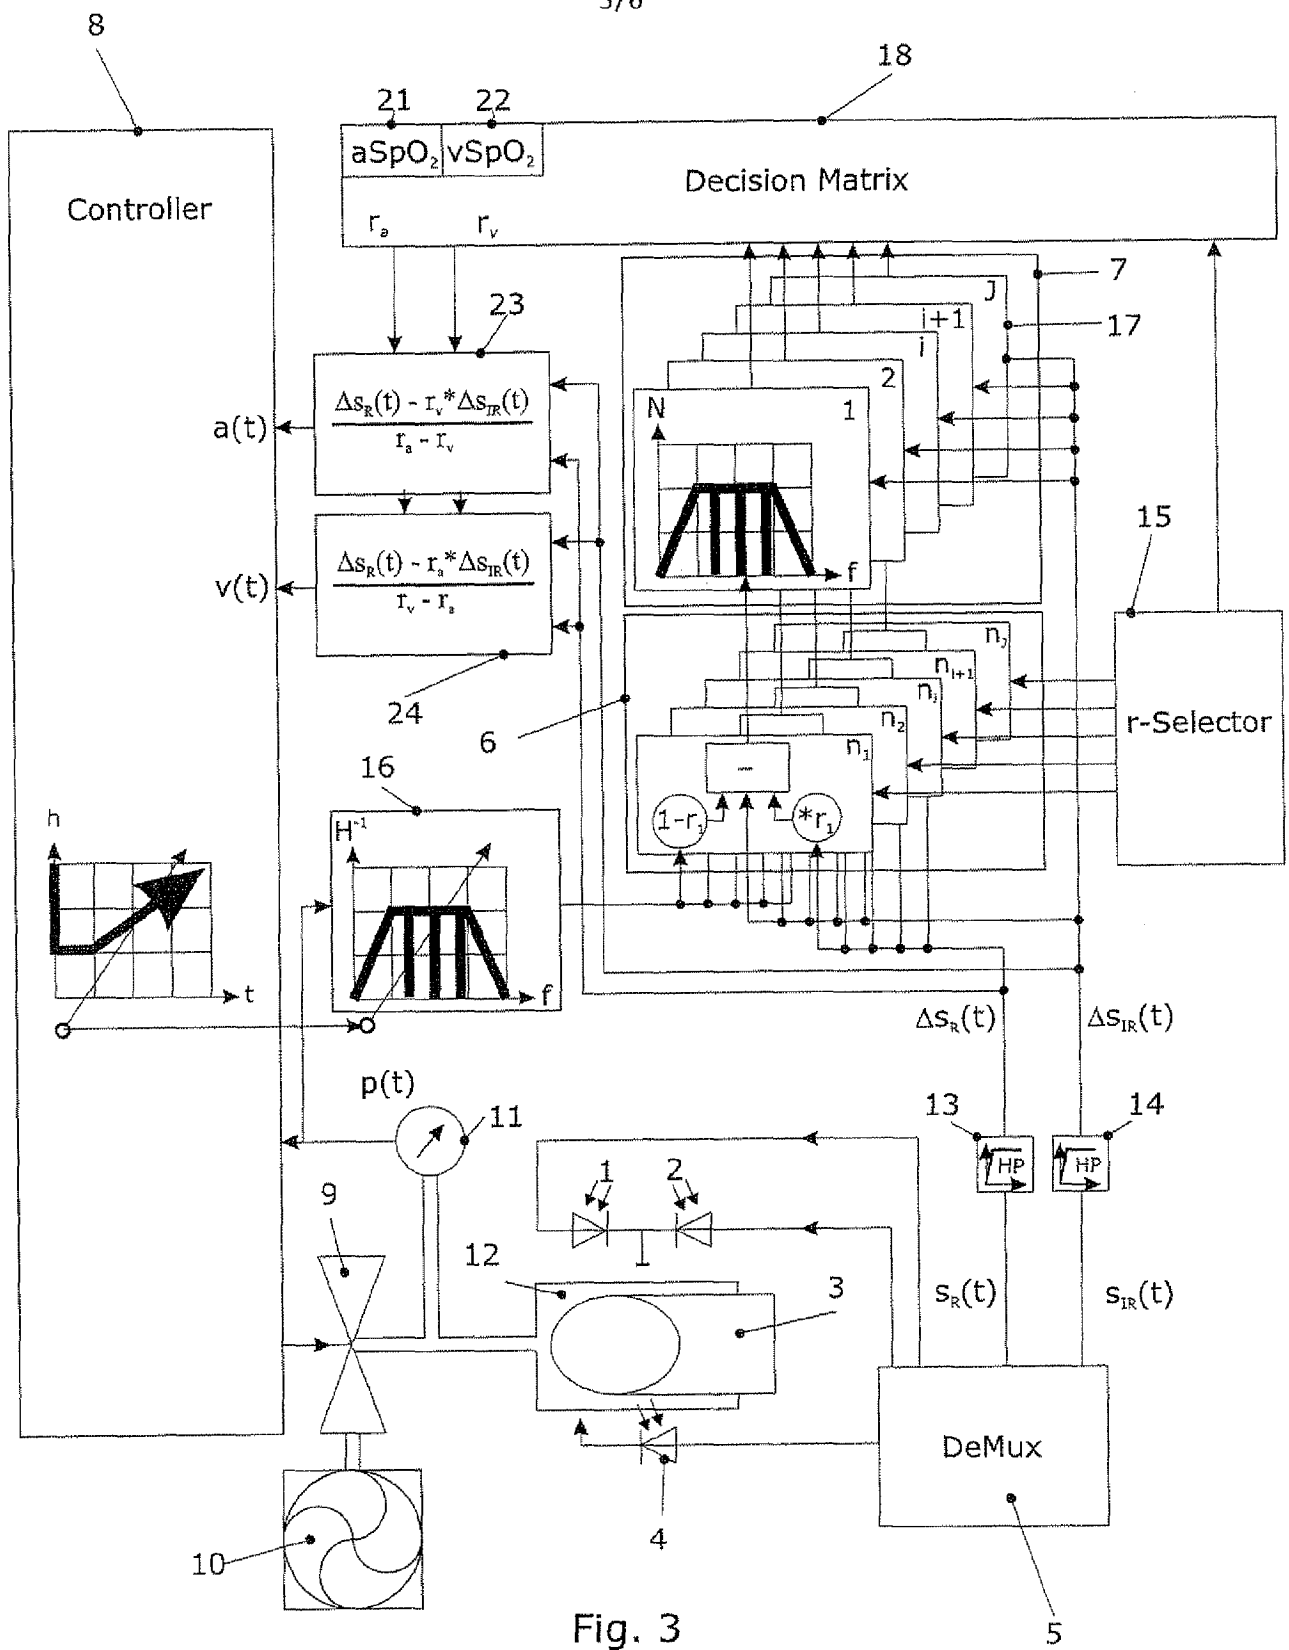 3/6
8
18
21
22
aSpO₂
vSpO₂
Decision Matrix
Controller
rₐ
rᵥ
7
J
23
i+1
17
i
2
Δs_R(t) - r_v* Δs_IR(t)
r_a - r_v
a(t)
N
1
f
15
Δs_R(t) - r_a* Δs_IR(t)
r_v - r_a
v(t)
n_J
n_i+1
n_i
n_2
n_1
24
6
r-Selector
16
-
1-r_1
*r_1
h
H⁻¹
t
f
Δs_R(t)
Δs_IR(t)
p(t)
11
13
14
HP
HP
1
2
9
12
3
s_R(t)
s_IR(t)
DeMux
4
10
5
Fig. 3